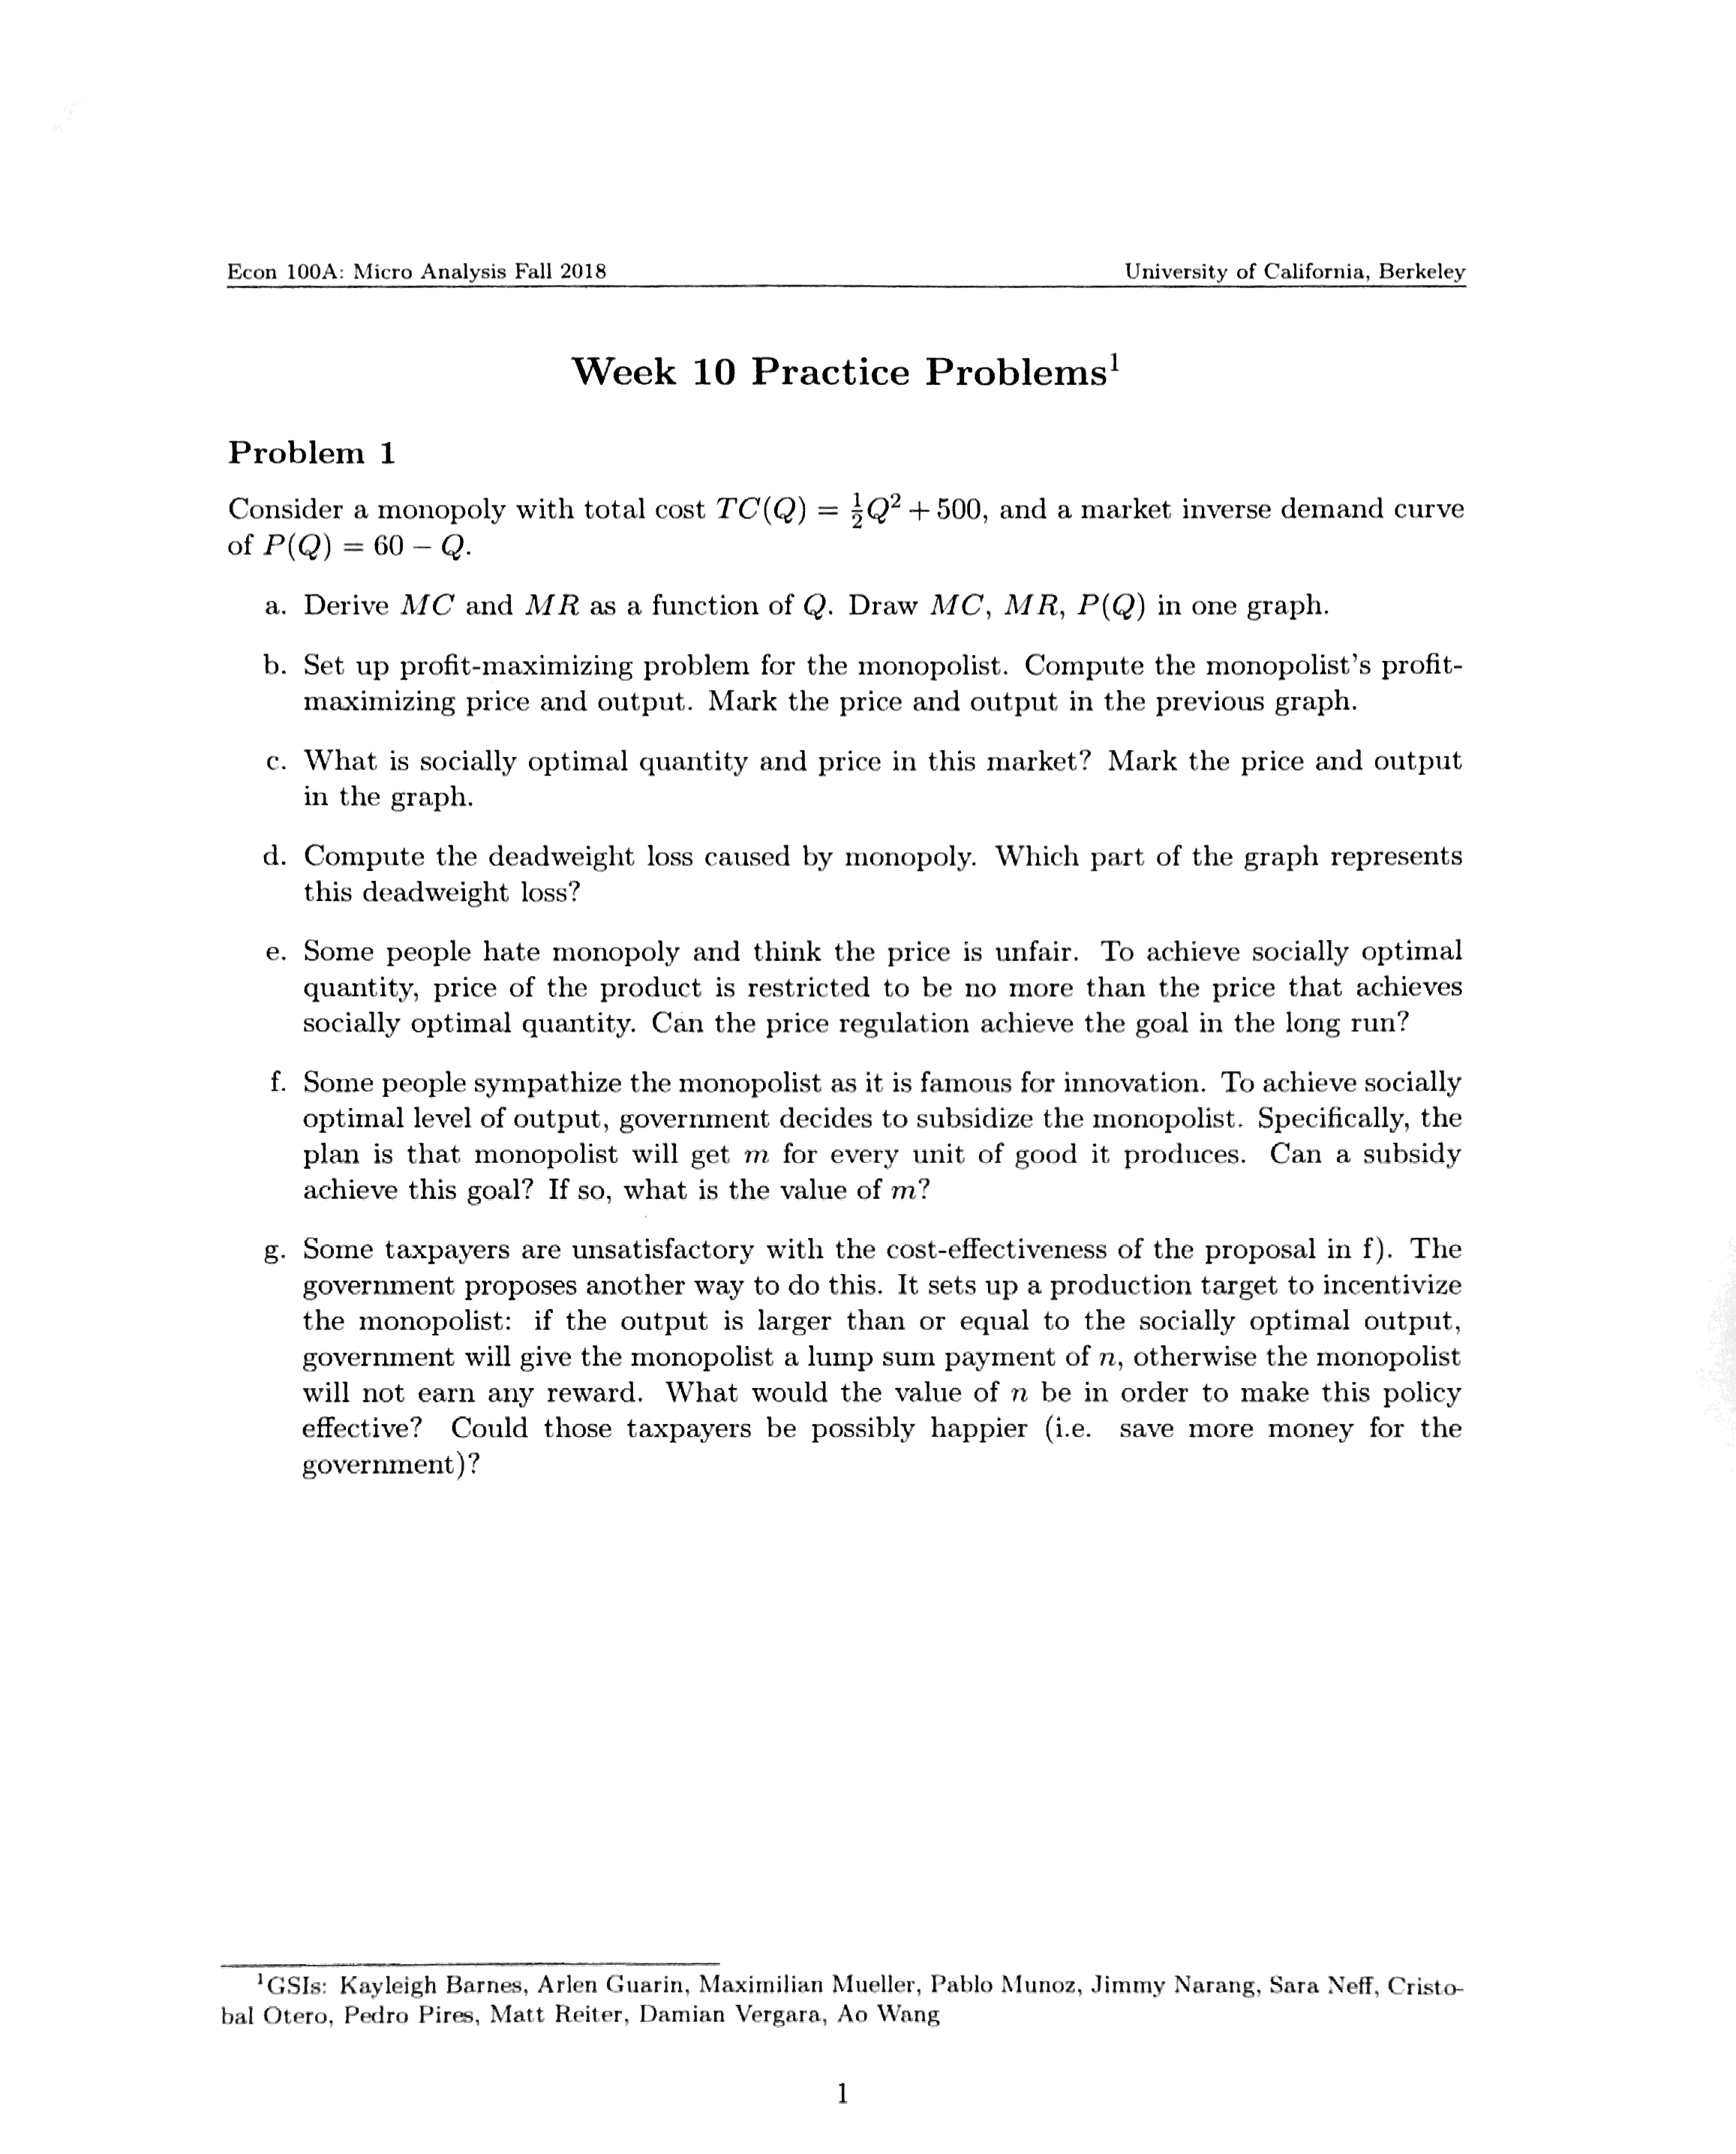 Econ 100A: Micro Analysis Fall 2018 University of California, Berkeley
Week 10 Practice Problems¹
Problem 1
Consider a monopoly with total cost TC(Q) = ½Q² + 500, and a market inverse demand curve
of P(Q) = 60 − Q.
a. Derive MC and MR as a function of Q. Draw MC, MR, P(Q) in one graph.
b. Set up profit-maximizing problem for the monopolist. Compute the monopolist's profit-
maximizing price and output. Mark the price and output in the previous graph.
c. What is socially optimal quantity and price in this market? Mark the price and output
in the graph.
d. Compute the deadweight loss caused by monopoly. Which part of the graph represents
this deadweight loss?
e. Some people hate monopoly and think the price is unfair. To achieve socially optimal
quantity, price of the product is restricted to be no more than the price that achieves
socially optimal quantity. Can the price regulation achieve the goal in the long run?
f. Some people sympathize the monopolist as it is famous for innovation. To achieve socially
optimal level of output, government decides to subsidize the monopolist. Specifically, the
plan is that monopolist will get m for every unit of good it produces. Can a subsidy
achieve this goal? If so, what is the value of m?
g. Some taxpayers are unsatisfactory with the cost-effectiveness of the proposal in f). The
government proposes another way to do this. It sets up a production target to incentivize
the monopolist: if the output is larger than or equal to the socially optimal output,
government will give the monopolist a lump sum payment of n, otherwise the monopolist
will not earn any reward. What would the value of n be in order to make this policy
effective? Could those taxpayers be possibly happier (i.e. save more money for the
government)?
¹GSIs: Kayleigh Barnes, Arlen Guarin, Maximilian Mueller, Pablo Munoz, Jimmy Narang, Sara Neff, Cristo-
bal Otero, Pedro Pires, Matt Reiter, Damian Vergara, Ao Wang
1